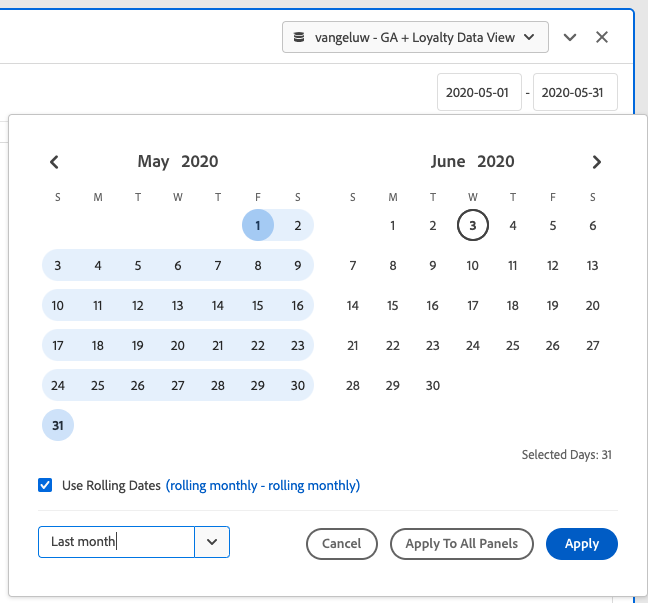 vangeluw - GA + Loyalty Data View
2020-05-01 - 2020-05-31
May 2020 June 2020
S M T W T F S S M T W T F S
1 2 1 2 3 4 5 6
3 4 5 6 7 8 9 7 8 9 10 11 12 13
10 11 12 13 14 15 16 14 15 16 17 18 19 20
17 18 19 20 21 22 23 21 22 23 24 25 26 27
24 25 26 27 28 29 30 28 29 30
31
Selected Days: 31
Use Rolling Dates (rolling monthly - rolling monthly)
Last month Cancel Apply To All Panels Apply